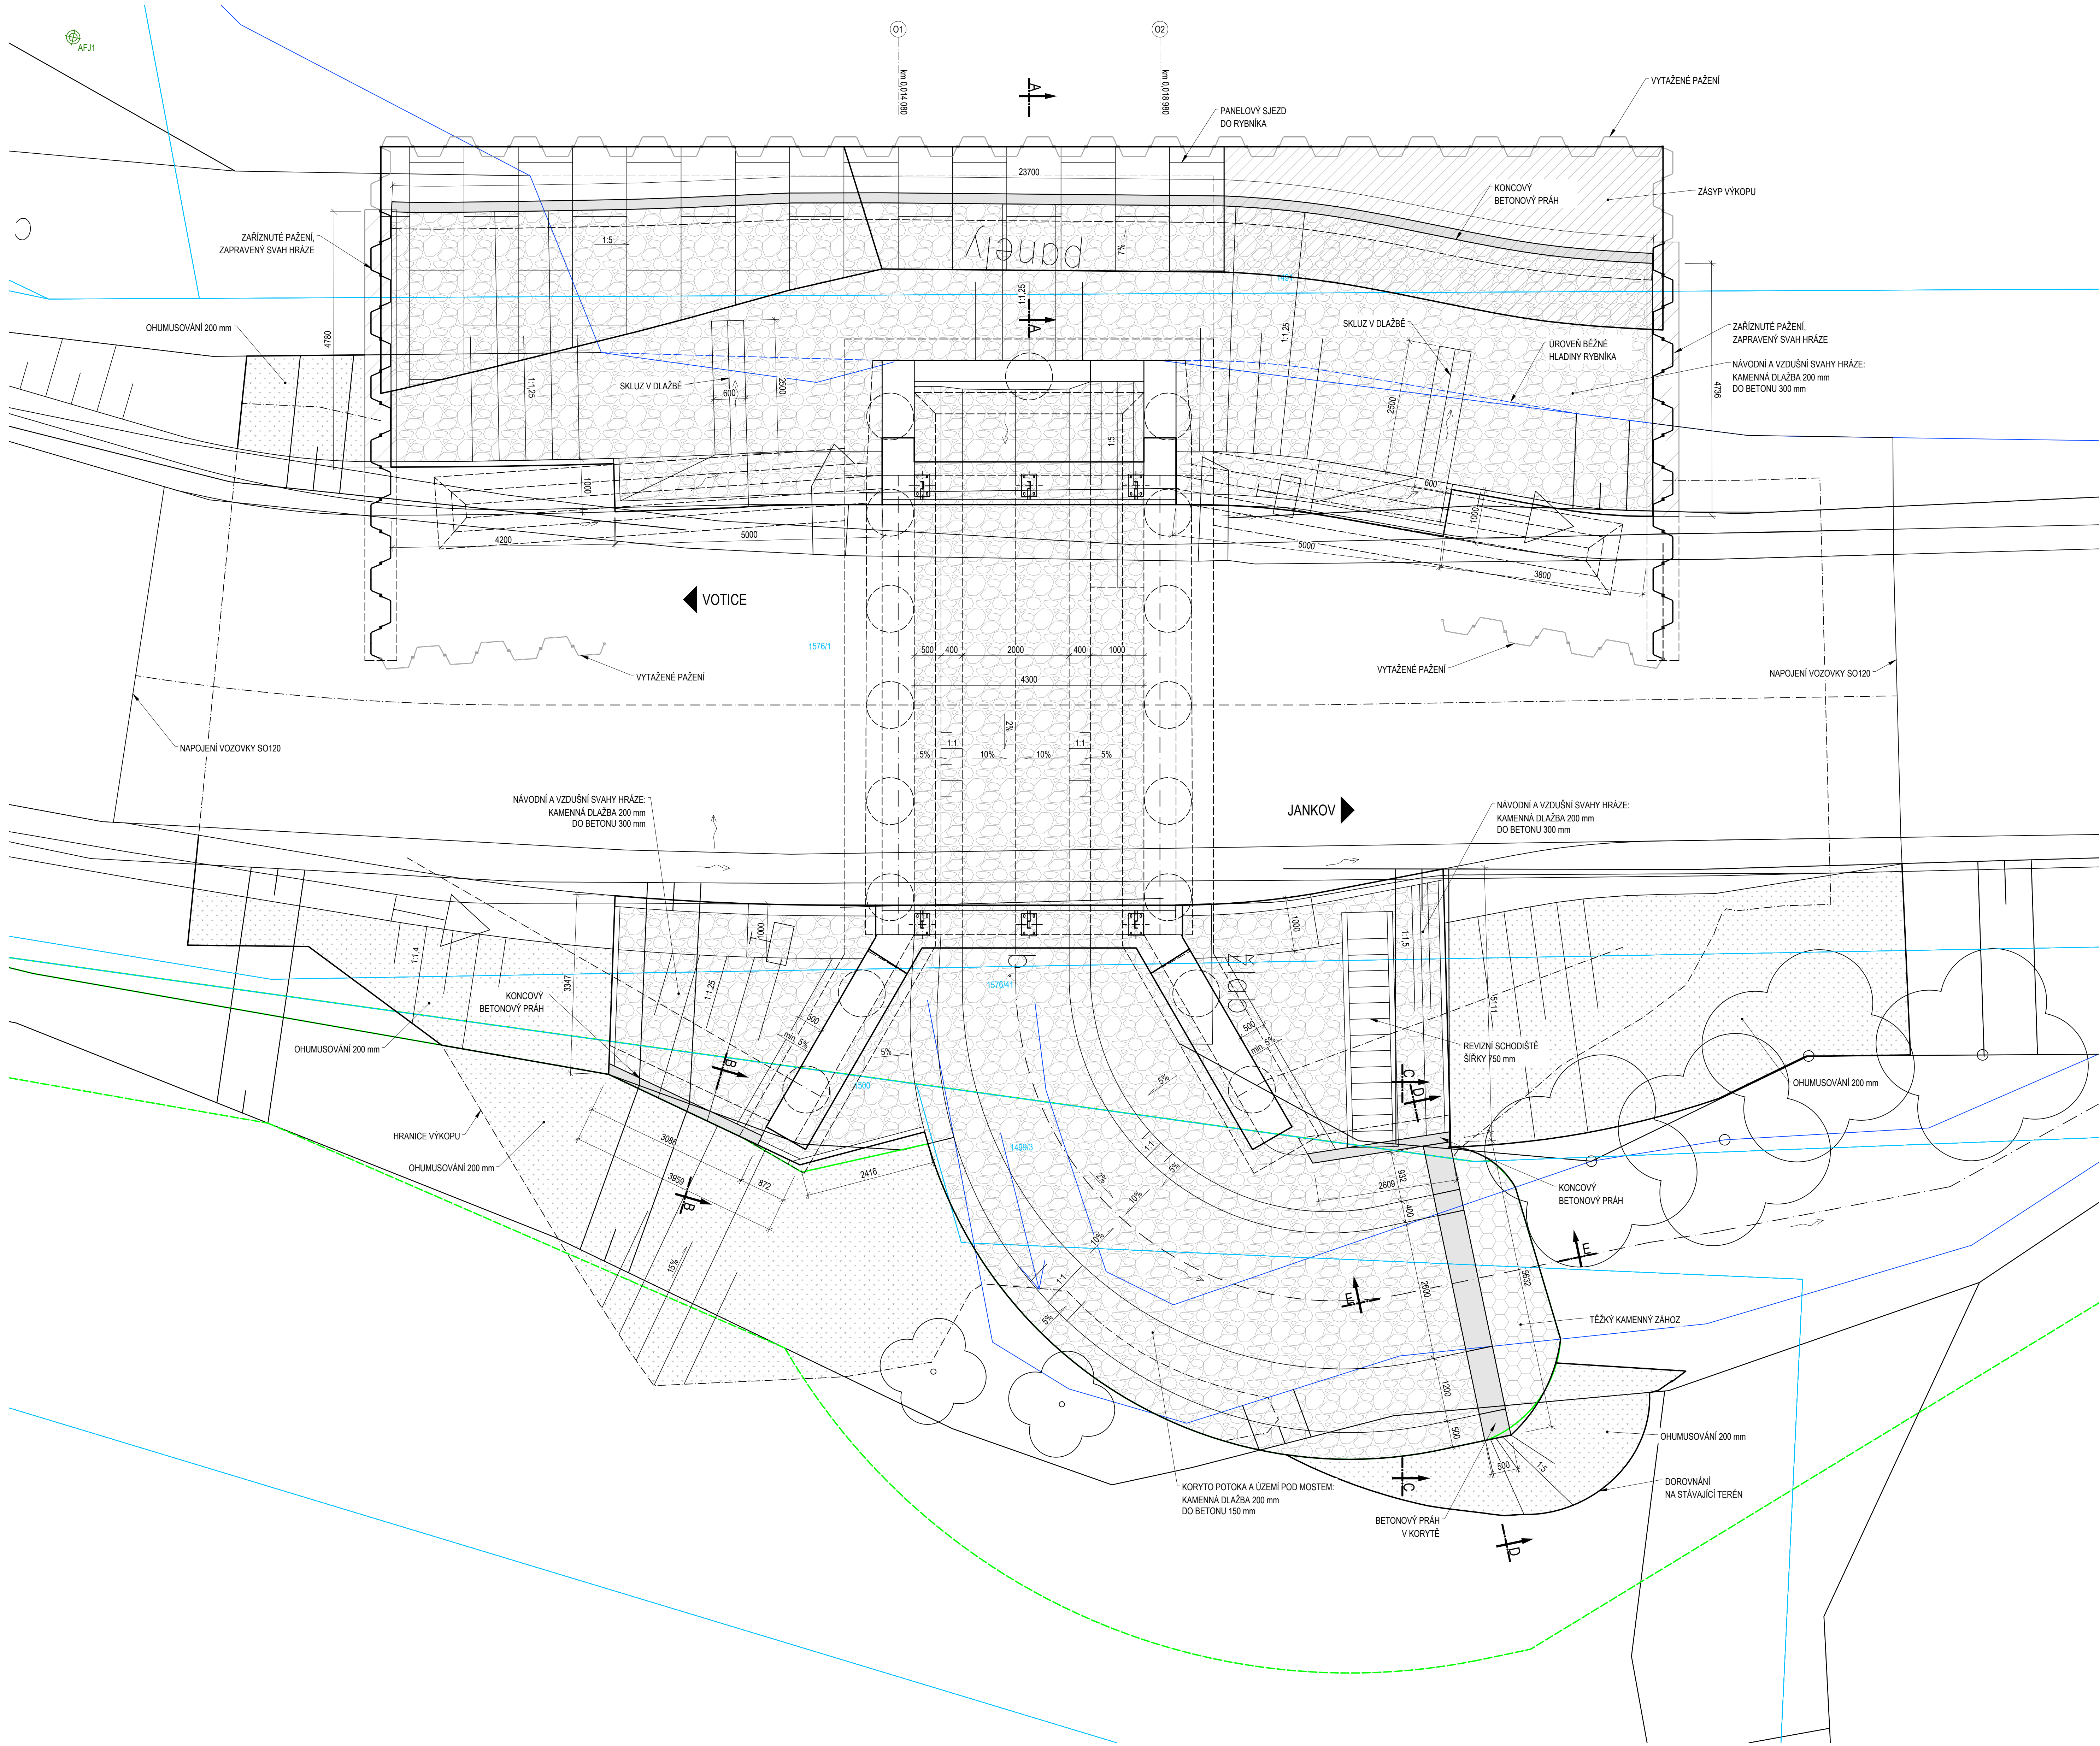 AFJ1
O1
O2
km 0,014 080
km 0,018 980
A
VYTAŽENÉ PAŽENÍ
PANELOVÝ SJEZD
DO RYBNÍKA
23700
KONCOVÝ
BETONOVÝ PRÁH
ZÁSYP VÝKOPU
ZAŘÍZNUTÉ PAŽENÍ,
ZAPRAVENÝ SVAH HRÁZE
1:5
panely
7%
1491
1:1,25
A
1:1,25
OHUMUSOVÁNÍ 200 mm
4780
SKLUZ V DLAŽBĚ
ÚROVEŇ BĚŽNÉ
HLADINY RYBNÍKA
ZAŘÍZNUTÉ PAŽENÍ,
ZAPRAVENÝ SVAH HRÁZE
NÁVODNÍ A VZDUŠNÍ SVAHY HRÁZE:
KAMENNÁ DLAŽBA 200 mm
DO BETONU 300 mm
4736
1:1,25
SKLUZ V DLAŽBĚ
600
2500
2500
1:5
1000
600
1000
4200
5000
5000
3800
VOTICE
1576/1
500
400
2000
400
1000
4300
VYTAŽENÉ PAŽENÍ
VYTAŽENÉ PAŽENÍ
NAPOJENÍ VOZOVKY SO120
NAPOJENÍ VOZOVKY SO120
2%
5%
1:1
10%
10%
1:1
5%
NÁVODNÍ A VZDUŠNÍ SVAHY HRÁZE:
KAMENNÁ DLAŽBA 200 mm
DO BETONU 300 mm
JANKOV
NÁVODNÍ A VZDUŠNÍ SVAHY HRÁZE:
KAMENNÁ DLAŽBA 200 mm
DO BETONU 300 mm
1000
1000
1:1,5
1:1,4
3347
1:1,25
1576/41
KONCOVÝ
BETONOVÝ PRÁH
500
min. 5%
500
min. 5%
5111
OHUMUSOVÁNÍ 200 mm
5%
REVIZNÍ SCHODIŠTĚ
ŠÍŘKY 750 mm
B
1500
5%
C
D
OHUMUSOVÁNÍ 200 mm
HRANICE VÝKOPU
3086
1499/3
1:1
5%
OHUMUSOVÁNÍ 200 mm
3959
872
2416
2%
10%
932
2609
400
KONCOVÝ
BETONOVÝ PRÁH
B
10%
E
15%
1:1
5%
E
2600
5632
TĚŽKÝ KAMENNÝ ZÁHOZ
1200
500
OHUMUSOVÁNÍ 200 mm
500
1:5
DOROVNÁNÍ
NA STÁVAJÍCÍ TERÉN
C
KORYTO POTOKA A ÚZEMÍ POD MOSTEM:
KAMENNÁ DLAŽBA 200 mm
DO BETONU 150 mm
BETONOVÝ PRÁH
V KORYTĚ
D